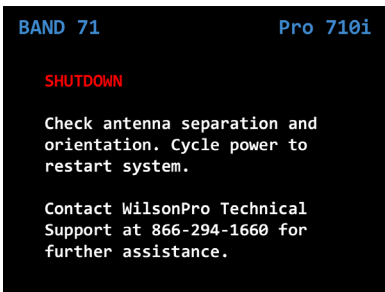 BAND 71 Pro 710i
SHUTDOWN
Check antenna separation and
orientation. Cycle power to
restart system.
Contact WilsonPro Technical
Support at 866-294-1660 for
further assistance.